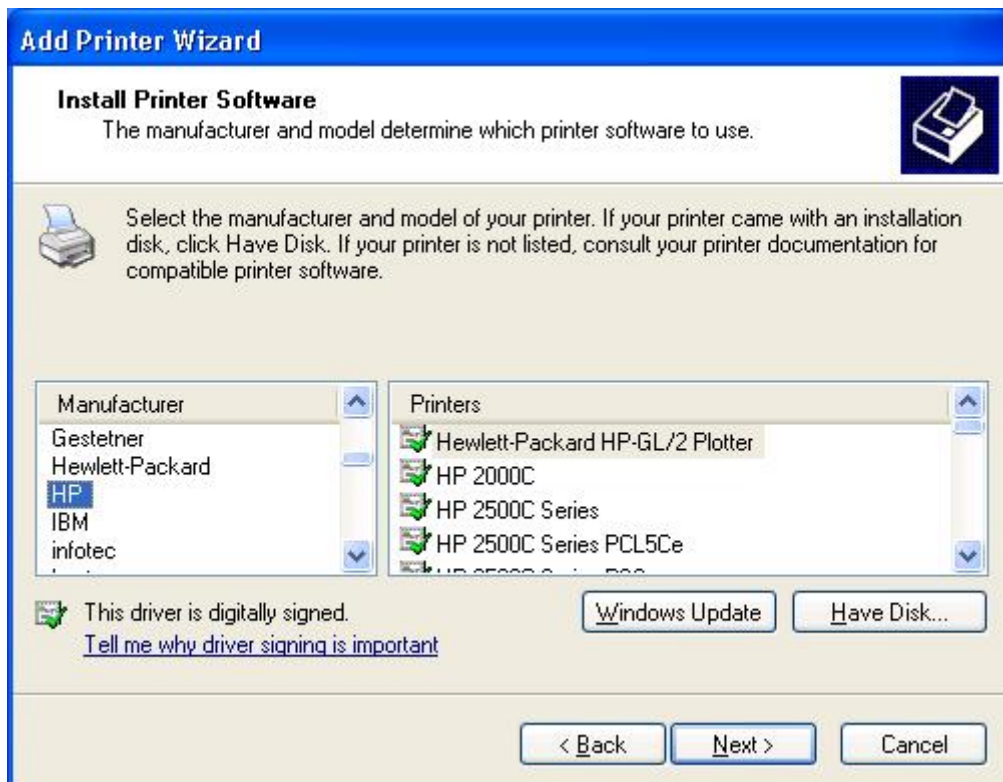 Add Printer Wizard
Install Printer Software
The manufacturer and model determine which printer software to use.
Select the manufacturer and model of your printer. If your printer came with an installation
disk, click Have Disk. If your printer is not listed, consult your printer documentation for
compatible printer software.
Manufacturer
Gestetner
Hewlett-Packard
HP
IBM
infotec
Printers
Hewlett-Packard HP-GL/2 Plotter
HP 2000C
HP 2500C Series
HP 2500C Series PCL5Ce
This driver is digitally signed.
Tell me why driver signing is important
Windows Update
Have Disk...
< Back
Next >
Cancel